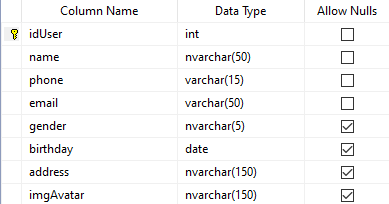 Column Name Data Type Allow Nulls
idUser int
name nvarchar(50)
phone varchar(15)
email varchar(50)
gender nvarchar(5)
birthday date
address nvarchar(150)
imgAvatar nvarchar(150)